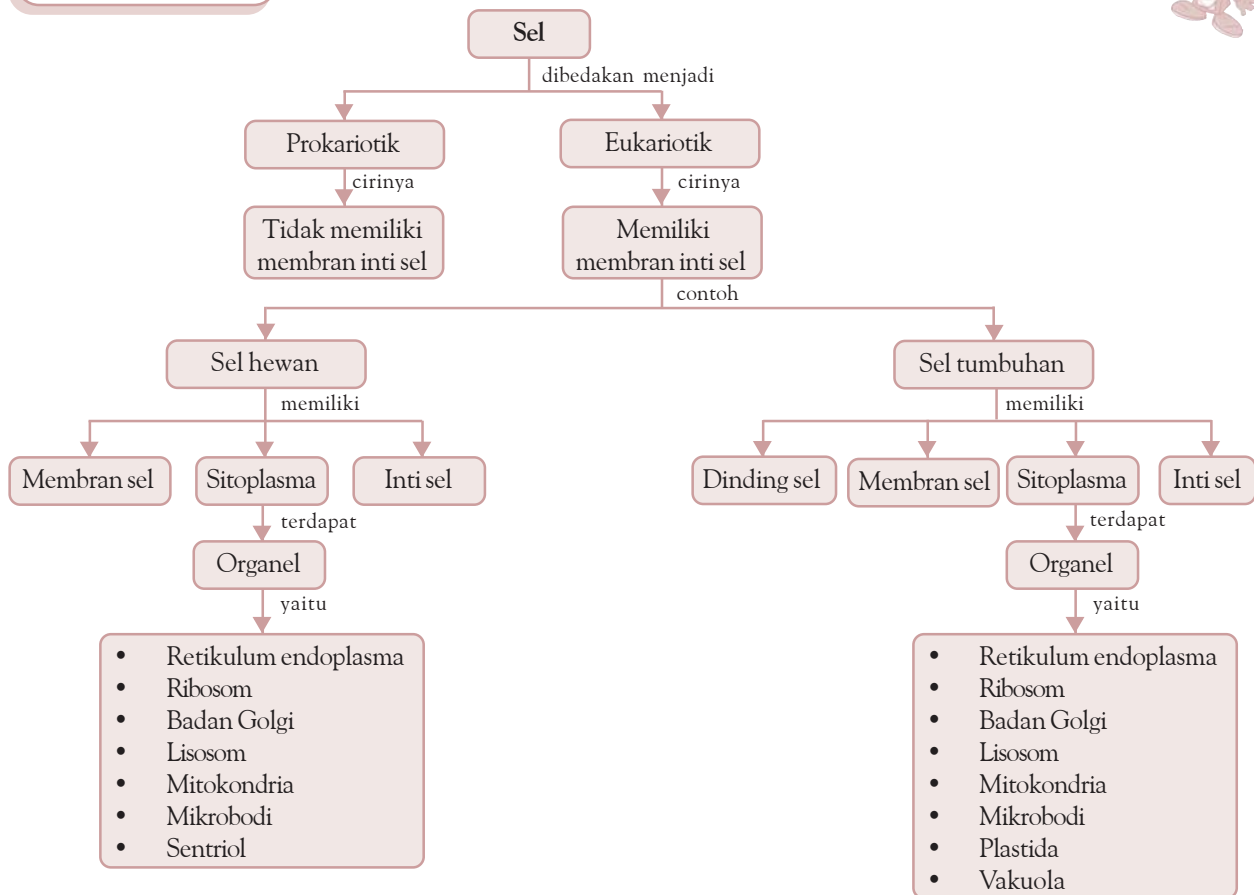 Sel
dibedakan menjadi
Prokariotik
Eukariotik
cirinya
cirinya
Tidak memiliki
membran inti sel
Memiliki
membran inti sel
contoh
Sel hewan
Sel tumbuhan
memiliki
memiliki
Membran sel
Sitoplasma
Inti sel
Dinding sel
Membran sel
Sitoplasma
Inti sel
terdapat
terdapat
Organel
Organel
yaitu
yaitu
• Retikulum endoplasma
• Ribosom
• Badan Golgi
• Lisosom
• Mitokondria
• Mikrobodi
• Sentriol
• Retikulum endoplasma
• Ribosom
• Badan Golgi
• Lisosom
• Mitokondria
• Mikrobodi
• Plastida
• Vakuola